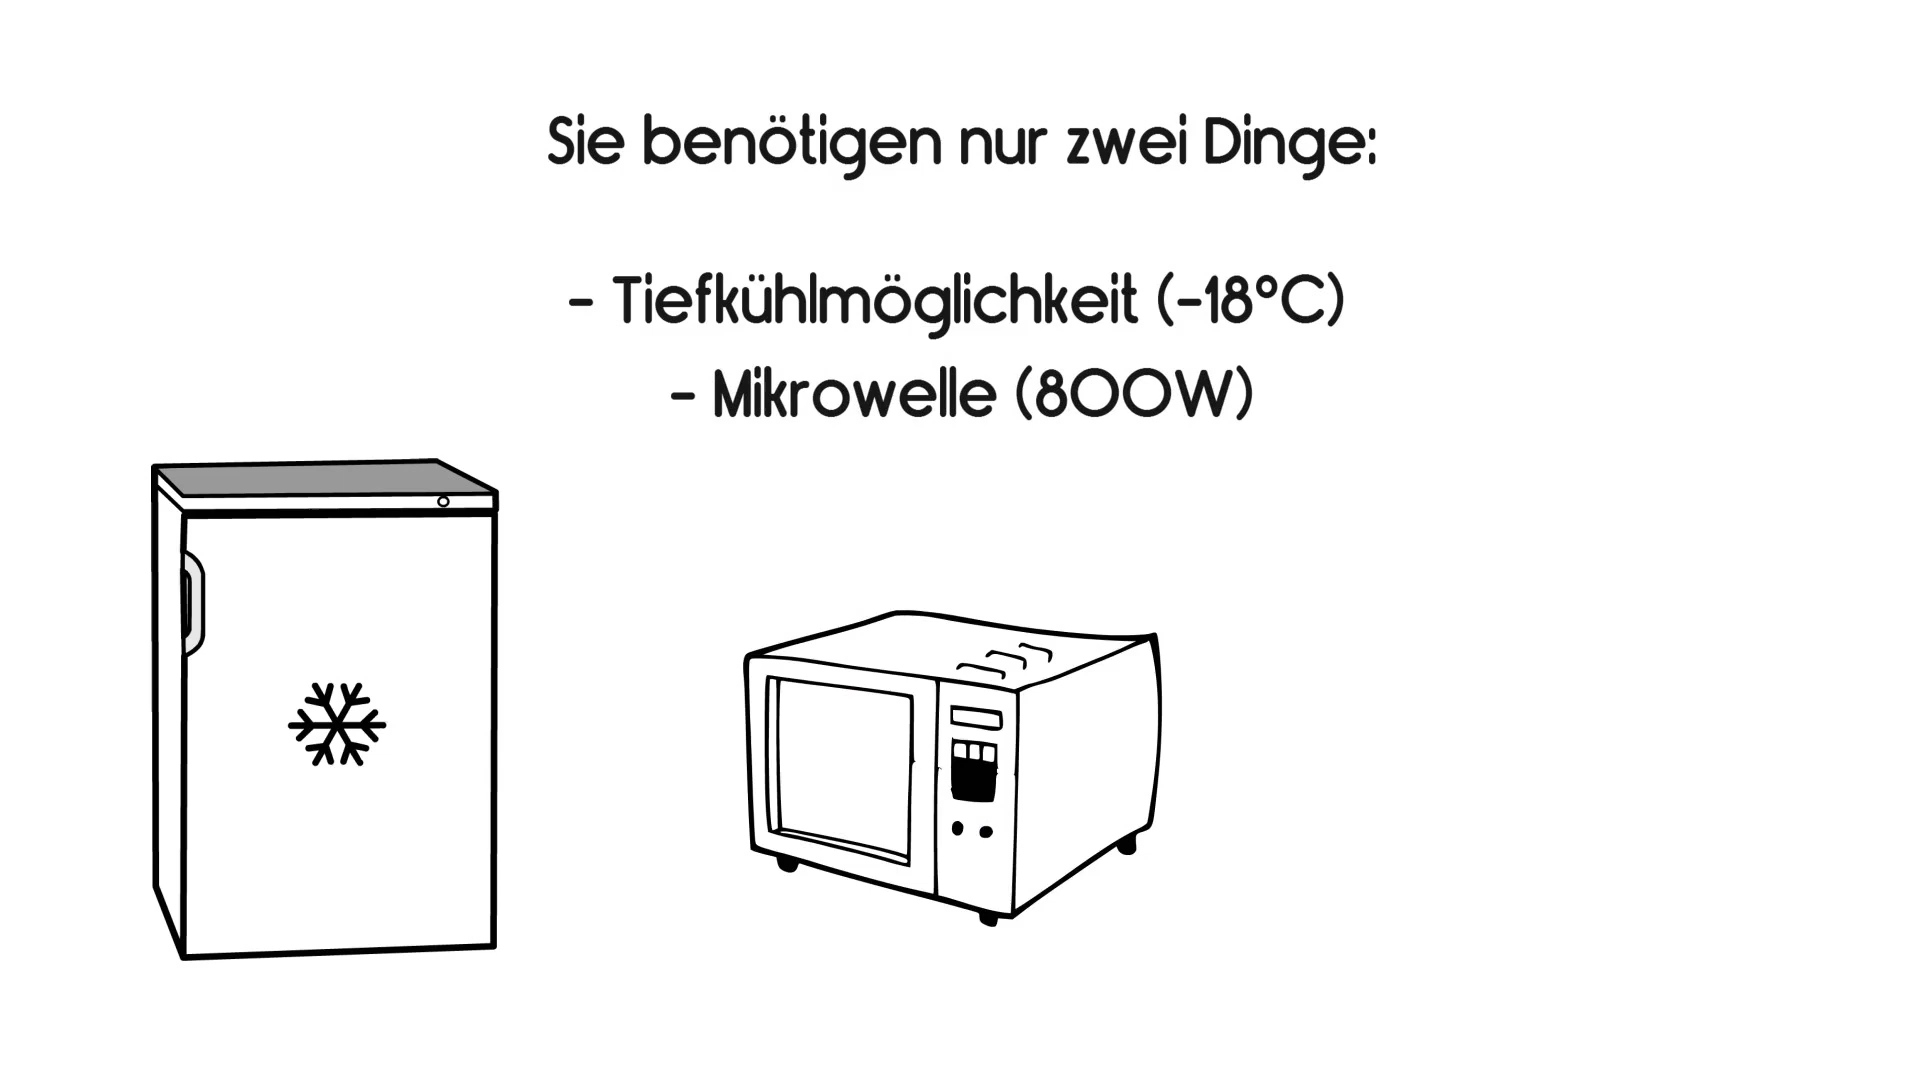 Sie benötigen nur zwei Dinge:
- Tiefkühlmöglichkeit (-18°C)
- Mikrowelle (800W)